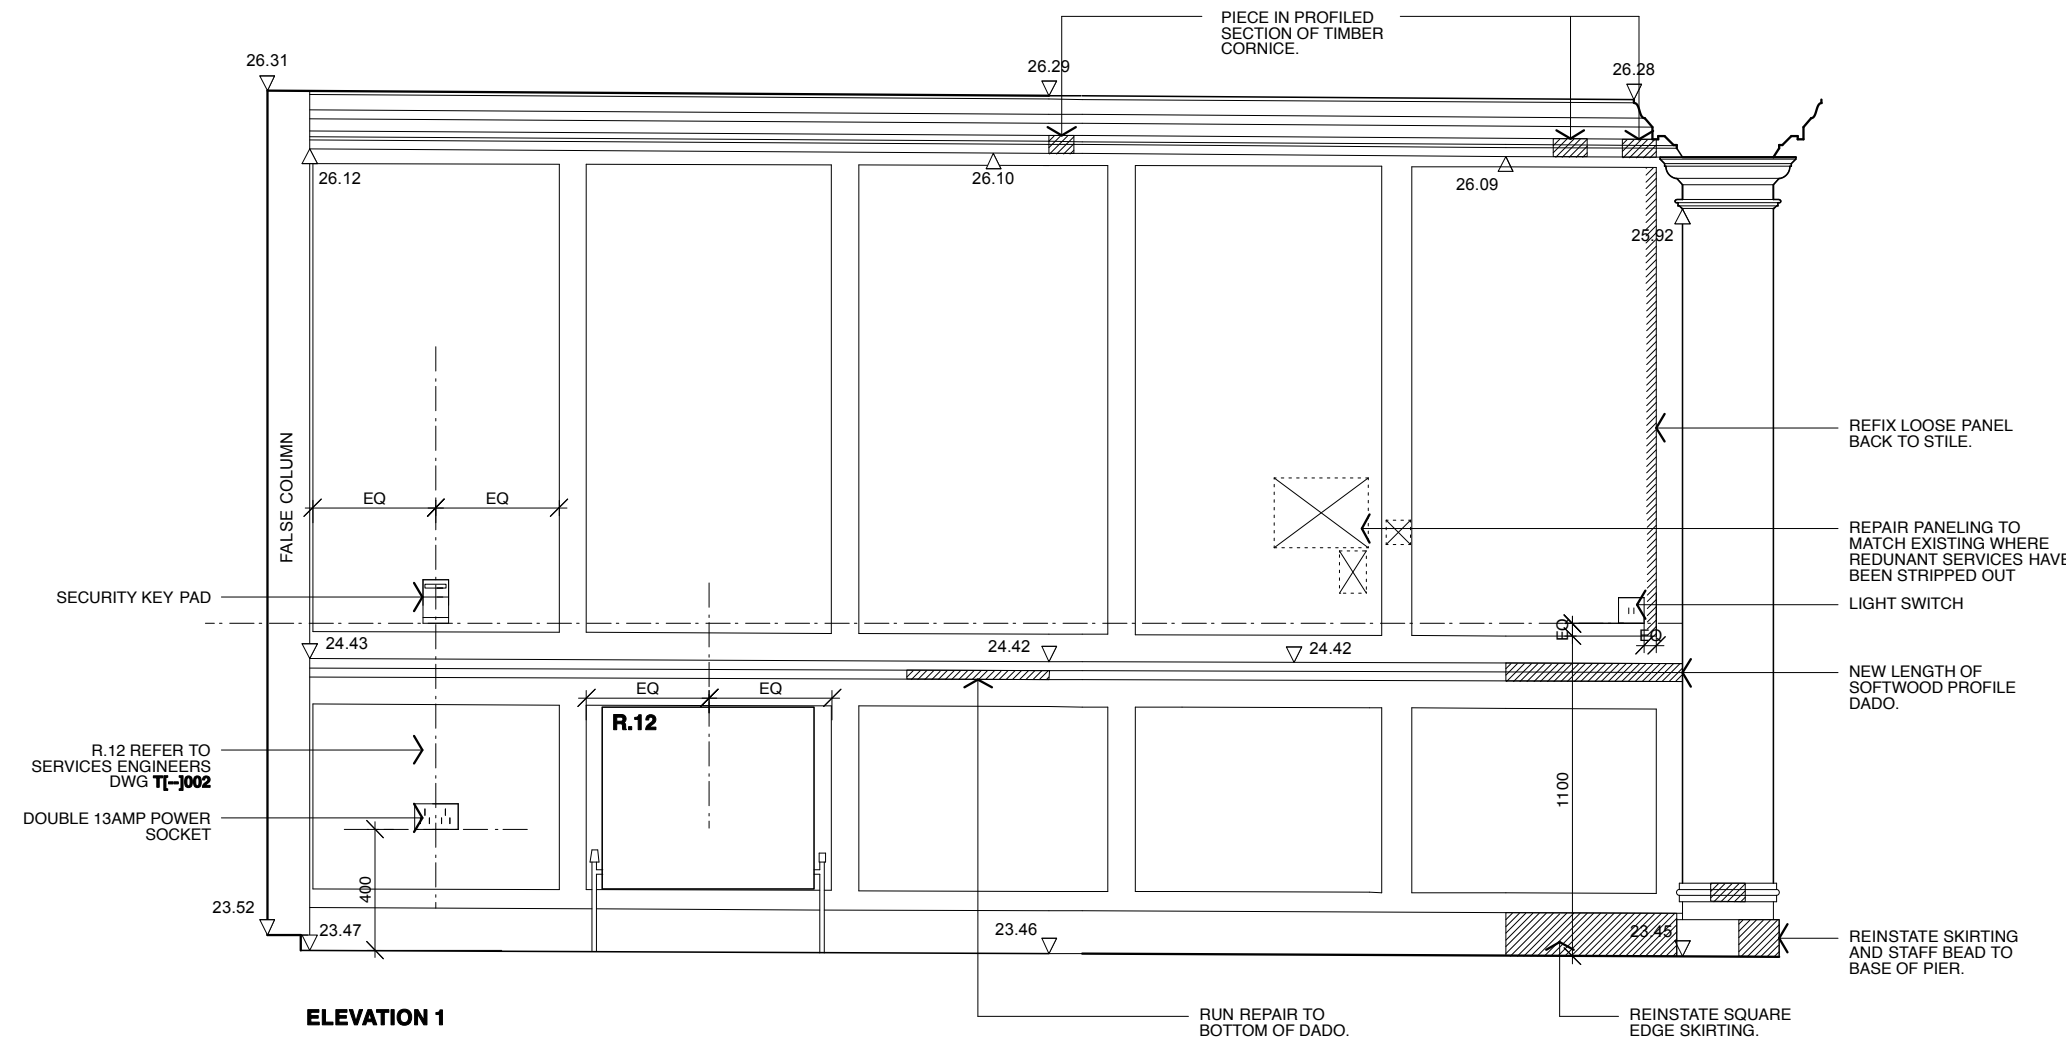 PIECE IN PROFILED
SECTION OF TIMBER
CORNICE.
26.31
26.29
26.28
26.12
26.10
26.09
25.92
FALSE COLUMN
REFIX LOOSE PANEL
BACK TO STILE.
EQ
EQ
REPAIR PANELING TO
MATCH EXISTING WHERE
REDUNANT SERVICES HAVE
BEEN STRIPPED OUT
SECURITY KEY PAD
LIGHT SWITCH
EQ
EQ
24.43
24.42
24.42
NEW LENGTH OF
SOFTWOOD PROFILE
DADO.
EQ
EQ
R.12
R.12 REFER TO
SERVICES ENGINEERS
DWG T[--]002
1100
DOUBLE 13AMP POWER
SOCKET
400
23.52
23.47
23.46
23.45
REINSTATE SKIRTING
AND STAFF BEAD TO
BASE OF PIER.
ELEVATION 1
RUN REPAIR TO
BOTTOM OF DADO.
REINSTATE SQUARE
EDGE SKIRTING.